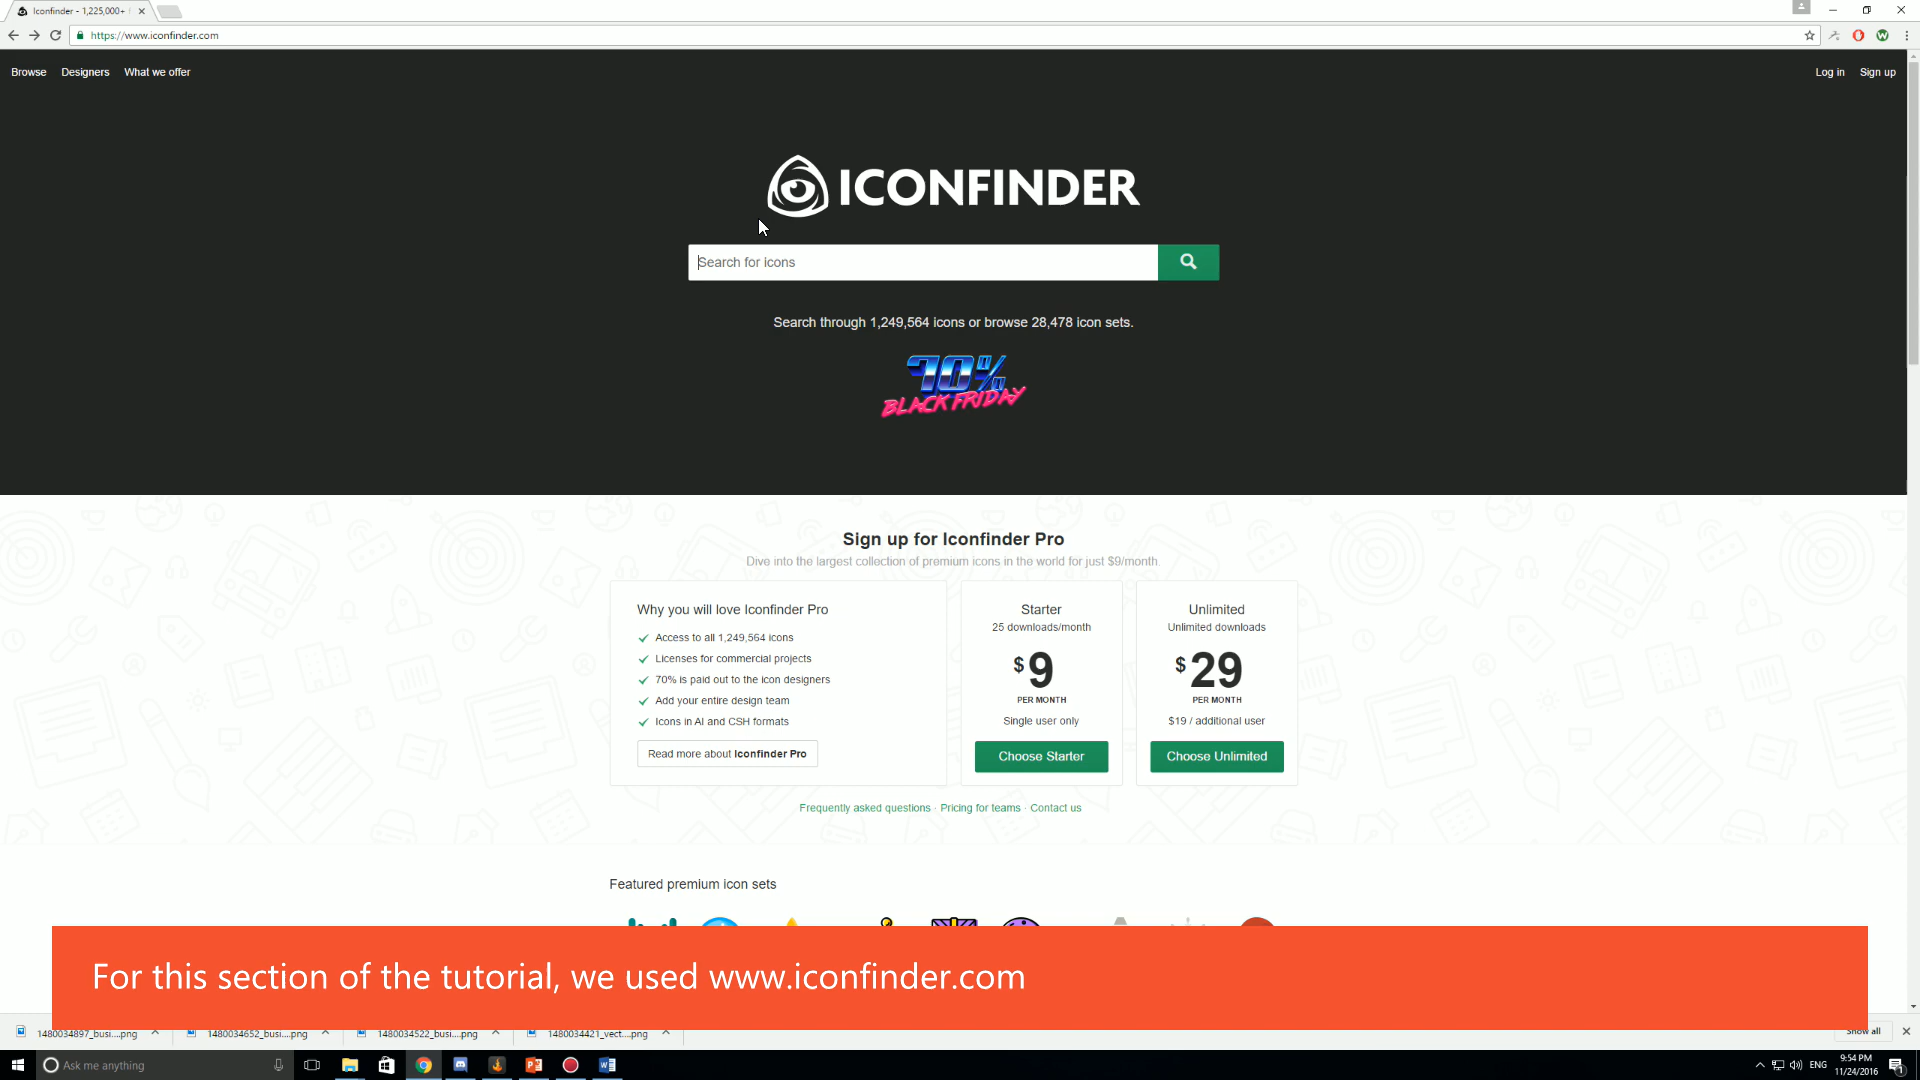 Iconfinder - 1,225,000+
https://www.iconfinder.com
Browse Designers What we offer Log in Sign up
ICONFINDER
Search for icons
Search through 1,249,564 icons or browse 28,478 icon sets.
70%
BLACK FRIDAY
Sign up for Iconfinder Pro
Dive into the largest collection of premium icons in the world for just $9/month.
Why you will love Iconfinder Pro
Access to all 1,249,564 icons
Licenses for commercial projects
70% is paid out to the icon designers
Add your entire design team
Icons in AI and CSH formats
Read more about Iconfinder Pro
Starter
25 downloads/month
$9
PER MONTH
Single user only
Choose Starter
Unlimited
Unlimited downloads
$29
PER MONTH
$19 / additional user
Choose Unlimited
Frequently asked questions · Pricing for teams · Contact us
Featured premium icon sets
For this section of the tutorial, we used www.iconfinder.com
1480034897_busi....png 1480034652_busi....png 1480034522_busi....png 1480034421_vect....png Show all
Ask me anything
ENG
9:54 PM
11/24/2016